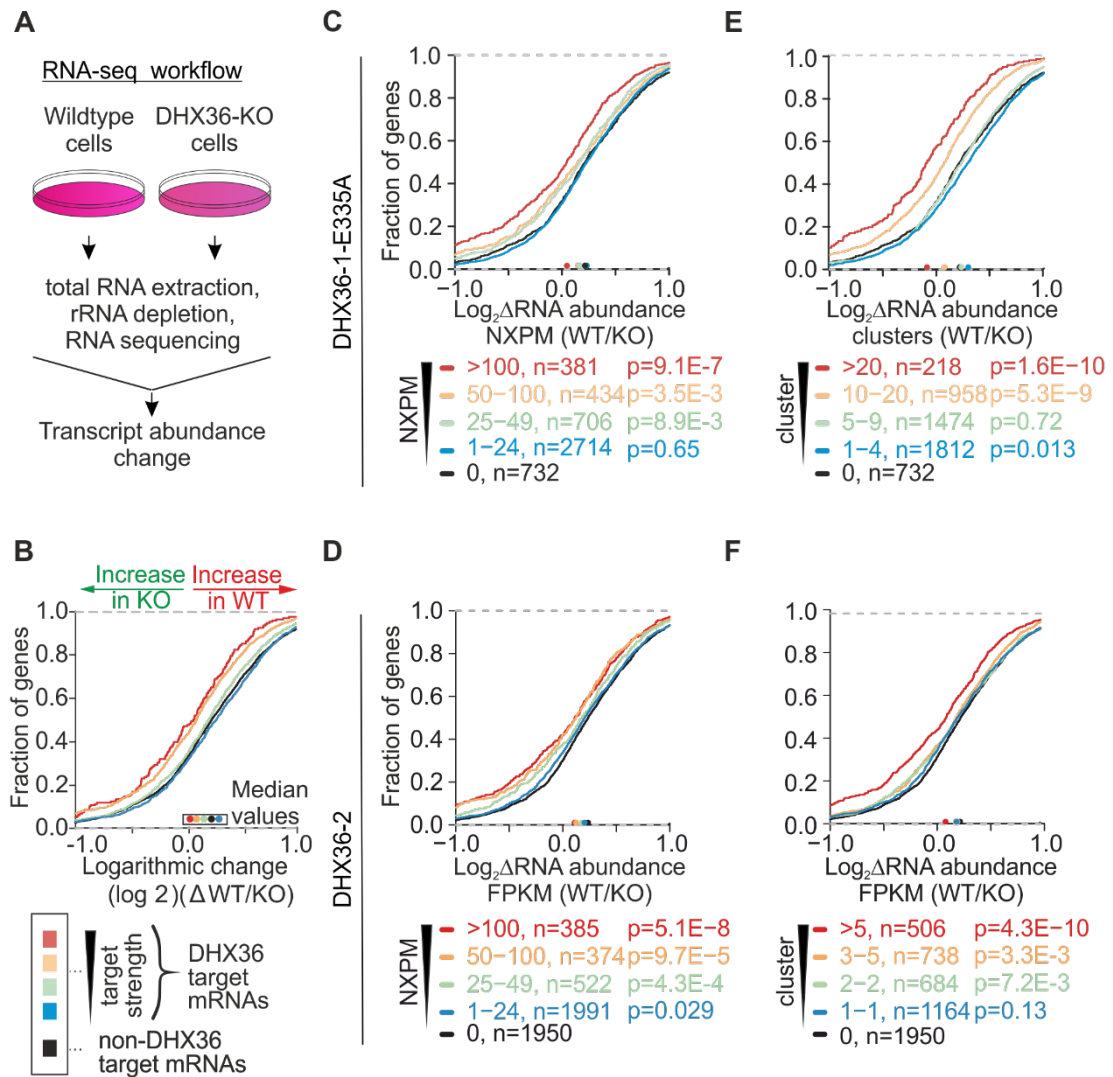 A
RNA-seq workflow
Wildtype cells
DHX36-KO cells
total RNA extraction,
rRNA depletion,
RNA sequencing
Transcript abundance
change
B
Increase in KO
Increase in WT
Fraction of genes
1.0
0.8
0.6
0.4
0.2
0.0
−1.0
0.0
1.0
Median
values
Logarithmic change
(log 2)(ΔWT/KO)
target strength
DHX36
target
mRNAs
non-DHX36
target mRNAs
DHX36-1-E335A
C
Fraction of genes
1.0
0.8
0.6
0.4
0.2
0.0
−1.0
0.0
1.0
Log₂ΔRNA abundance
NXPM (WT/KO)
NXPM
>100, n=381 p=9.1E-7
50−100, n=434 p=3.5E-3
25−49, n=706 p=8.9E-3
1−24, n=2714 p=0.65
0, n=732
E
1.0
0.8
0.6
0.4
0.2
0.0
−1.0
0.0
1.0
Log₂ΔRNA abundance
clusters (WT/KO)
cluster
>20, n=218 p=1.6E−10
10−20, n=958 p=5.3E−9
5−9, n=1474 p=0.72
1−4, n=1812 p=0.013
0, n=732
DHX36-2
D
Fraction of genes
1.0
0.8
0.6
0.4
0.2
0.0
−1.0
0.0
1.0
Log₂ΔRNA abundance
FPKM (WT/KO)
NXPM
>100, n=385 p=5.1E−8
50−100, n=374 p=9.7E−5
25−49, n=522 p=4.3E−4
1−24, n=1991 p=0.029
0, n=1950
F
1.0
0.8
0.6
0.4
0.2
0.0
−1.0
0.0
1.0
Log₂ΔRNA abundance
FPKM (WT/KO)
cluster
>5, n=506 p=4.3E−10
3−5, n=738 p=3.3E-3
2−2, n=684 p=7.2E-3
1−1, n=1164 p=0.13
0, n=1950